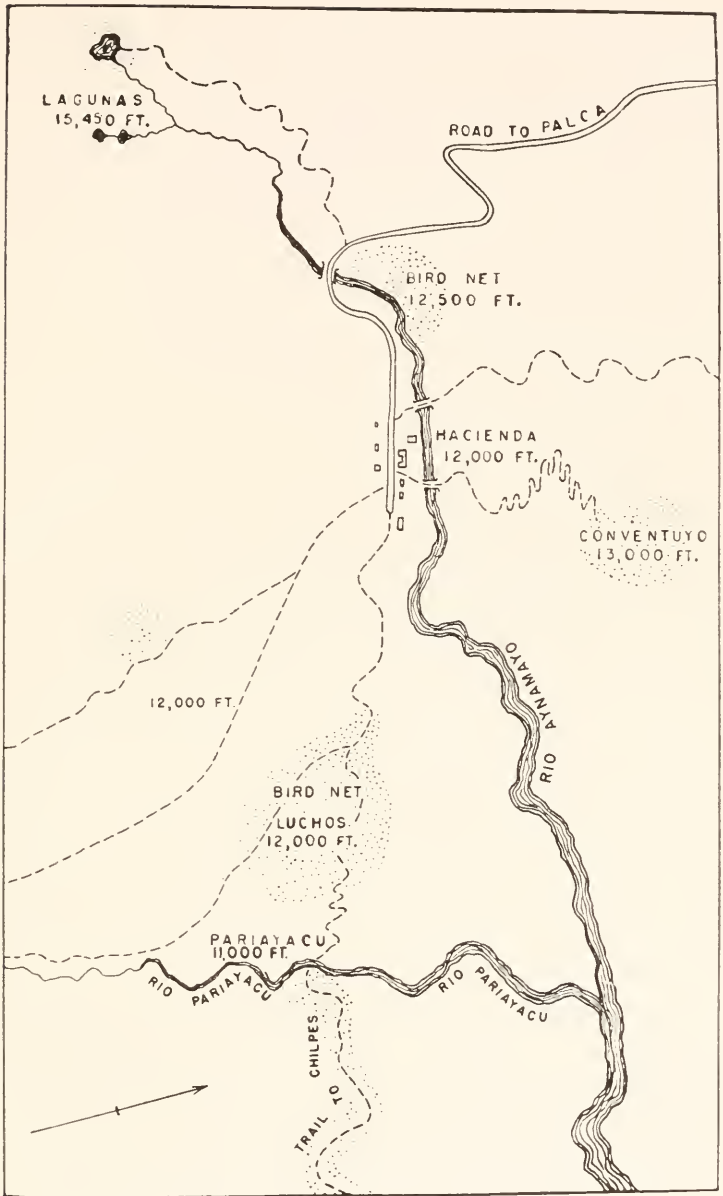 LAGUNAS
15,450 FT.
ROAD TO PALCA
BIRD NET
12,500 FT.
HACIENDA
12,000 FT.
CONVENTUYO
13,000 FT.
RIO AYNAMAYO
12,000 FT.
BIRD NET
LUCHOS
12,000 FT.
PARIAYACU
11,000 FT.
RIO PARIAYACU
RIO PARIAYACU
TRAIL TO CHILPES